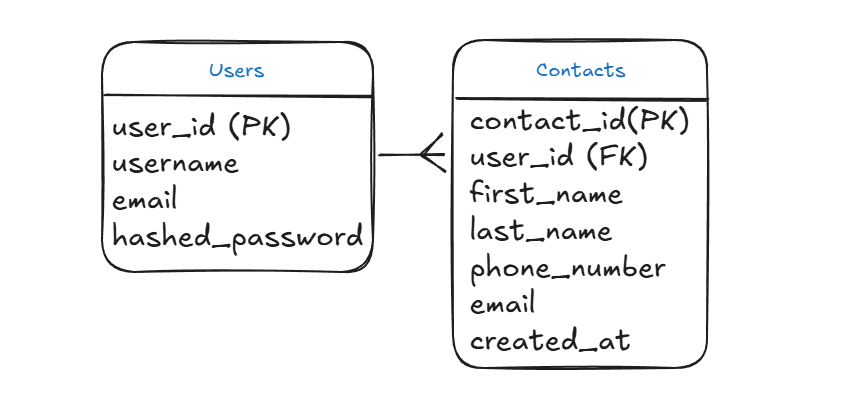 Users
user_id (PK)
username
email
hashed_password
Contacts
contact_id(PK)
user_id (FK)
first_name
last_name
phone_number
email
created_at